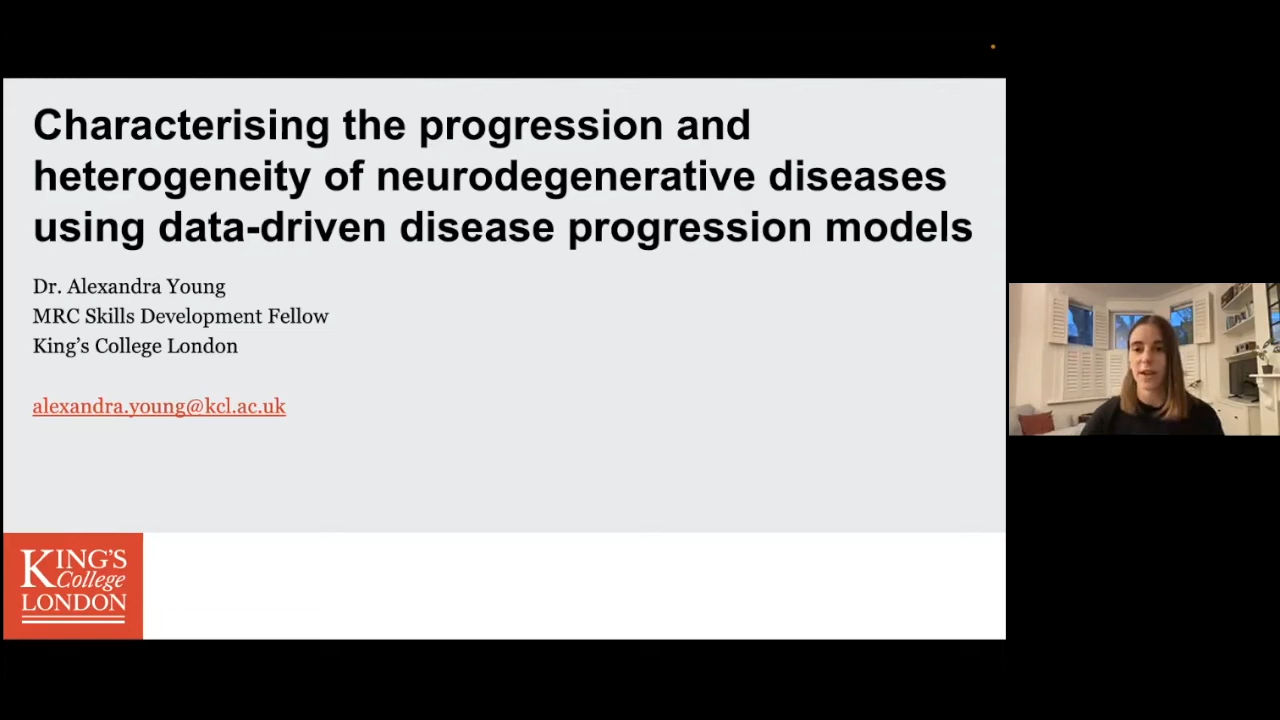 Characterising the progression and
heterogeneity of neurodegenerative diseases
using data-driven disease progression models
Dr. Alexandra Young
MRC Skills Development Fellow
King’s College London
alexandra.young@kcl.ac.uk
KING'S
College
LONDON